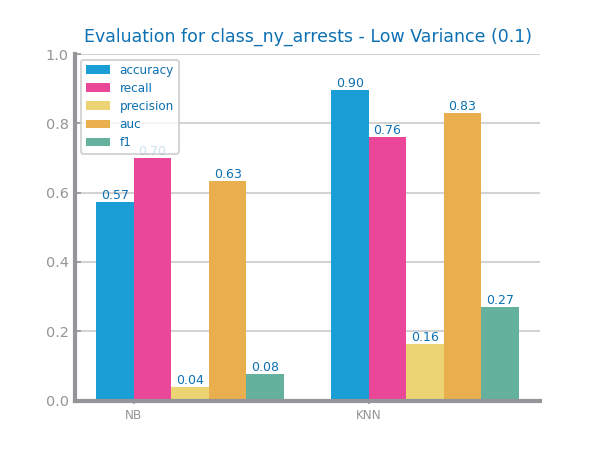 Evaluation for class_ny_arrests - Low Variance (0.1)
1.0
0.8
0.6
0.4
0.2
0.0
accuracy
recall
precision
auc
f1
0.57
0.70
0.04
0.63
0.08
0.90
0.76
0.16
0.83
0.27
NB
KNN